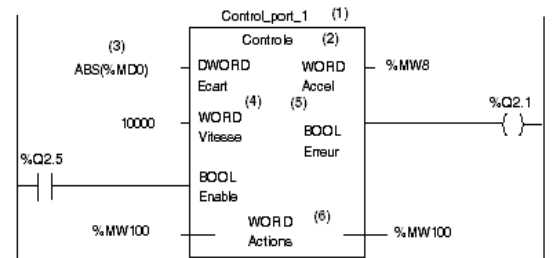 Control_port_1 (1)
Controle (2)
(3)
ABS(%MD0)
DWORD
Ecart
WORD
Accel
%MW8
10000
(4)
WORD
Vitesse
(5)
BOOL
Erreur
%Q2.1
%Q2.5
BOOL
Enable
%MW100
WORD (6)
Actions
%MW100